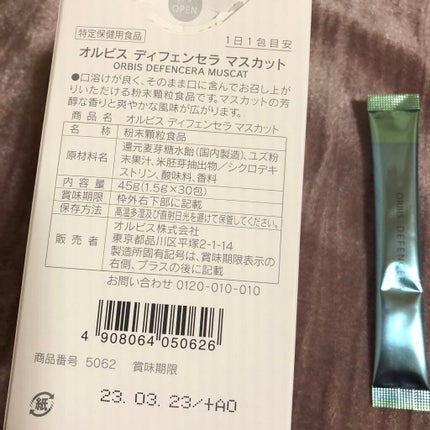 OPEN
特定保健用食品
1日1包目安
オルビス ディフェンセラ マスカット
ORBIS DEFENCERA MUSCAT
●口溶けが良く、そのまま口に含んでお召し上が
りいただける粉末顆粒食品です。マスカットの芳
醇な香りと爽やかな風味が広がります。
商品名 オルビス ディフェンセラ マスカット
名称 粉末顆粒食品
原材料名 還元麦芽糖水飴(国内製造)、ユズ粉
末果汁、米胚芽抽出物/シクロデキ
ストリン、酸味料、香料
内容量 45g(1.5g×30包)
賞味期限 枠外右下部に記載
保存方法 高温多湿及び直射日光を避けて保管してください。
販売者 オルビス株式会社
東京都品川区平塚2-1-14
製造所固有記号は、賞味期限表示の
右側、プラスの後に記載
お問い合わせ 0120-010-010
4 908064 050626
商品番号 5062 賞味期限
23.03.23/+AO
紙
ORBIS DEFENCE